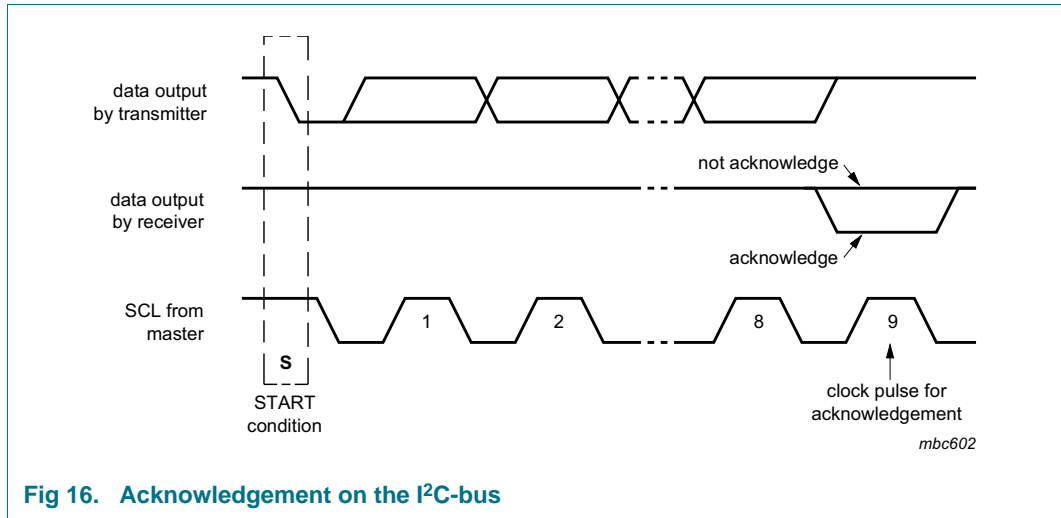 data output
by transmitter
not acknowledge
data output
by receiver
acknowledge
SCL from
master
1
2
8
9
S
START
condition
clock pulse for
acknowledgement
mbc602
Fig 16. Acknowledgement on the I²C-bus